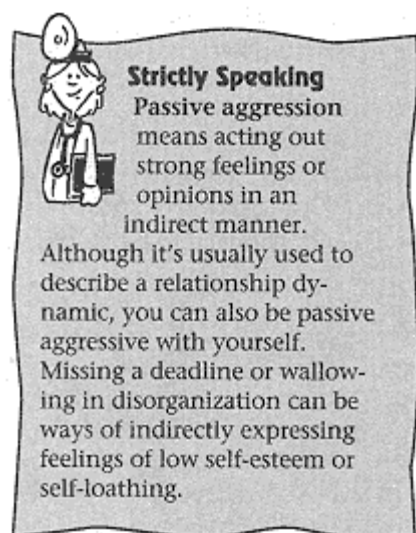 Strictly Speaking
Passive aggression
means acting out
strong feelings or
opinions in an
indirect manner.
Although it's usually used to
describe a relationship dy-
namic, you can also be passive
aggressive with yourself.
Missing a deadline or wallow-
ing in disorganization can be
ways of indirectly expressing
feelings of low self-esteem or
self-loathing.